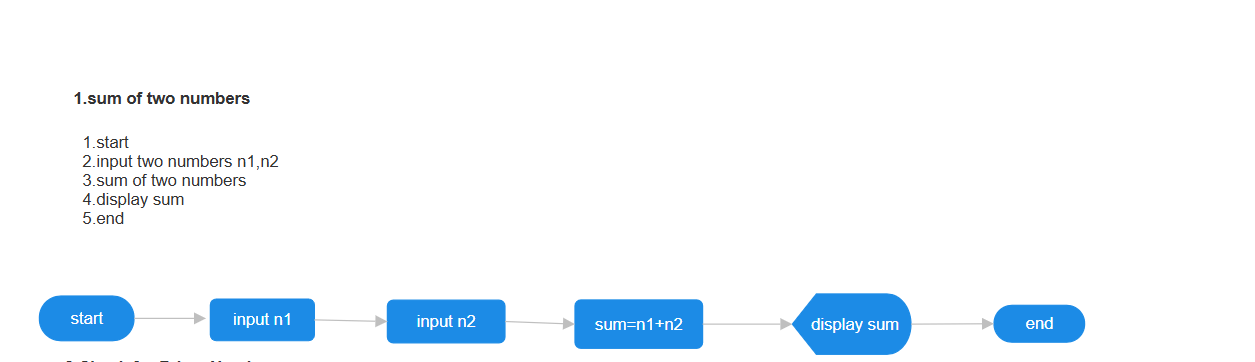 1.sum of two numbers
1.start
2.input two numbers n1,n2
3.sum of two numbers
4.display sum
5.end
start
input n1
input n2
sum=n1+n2
display sum
end